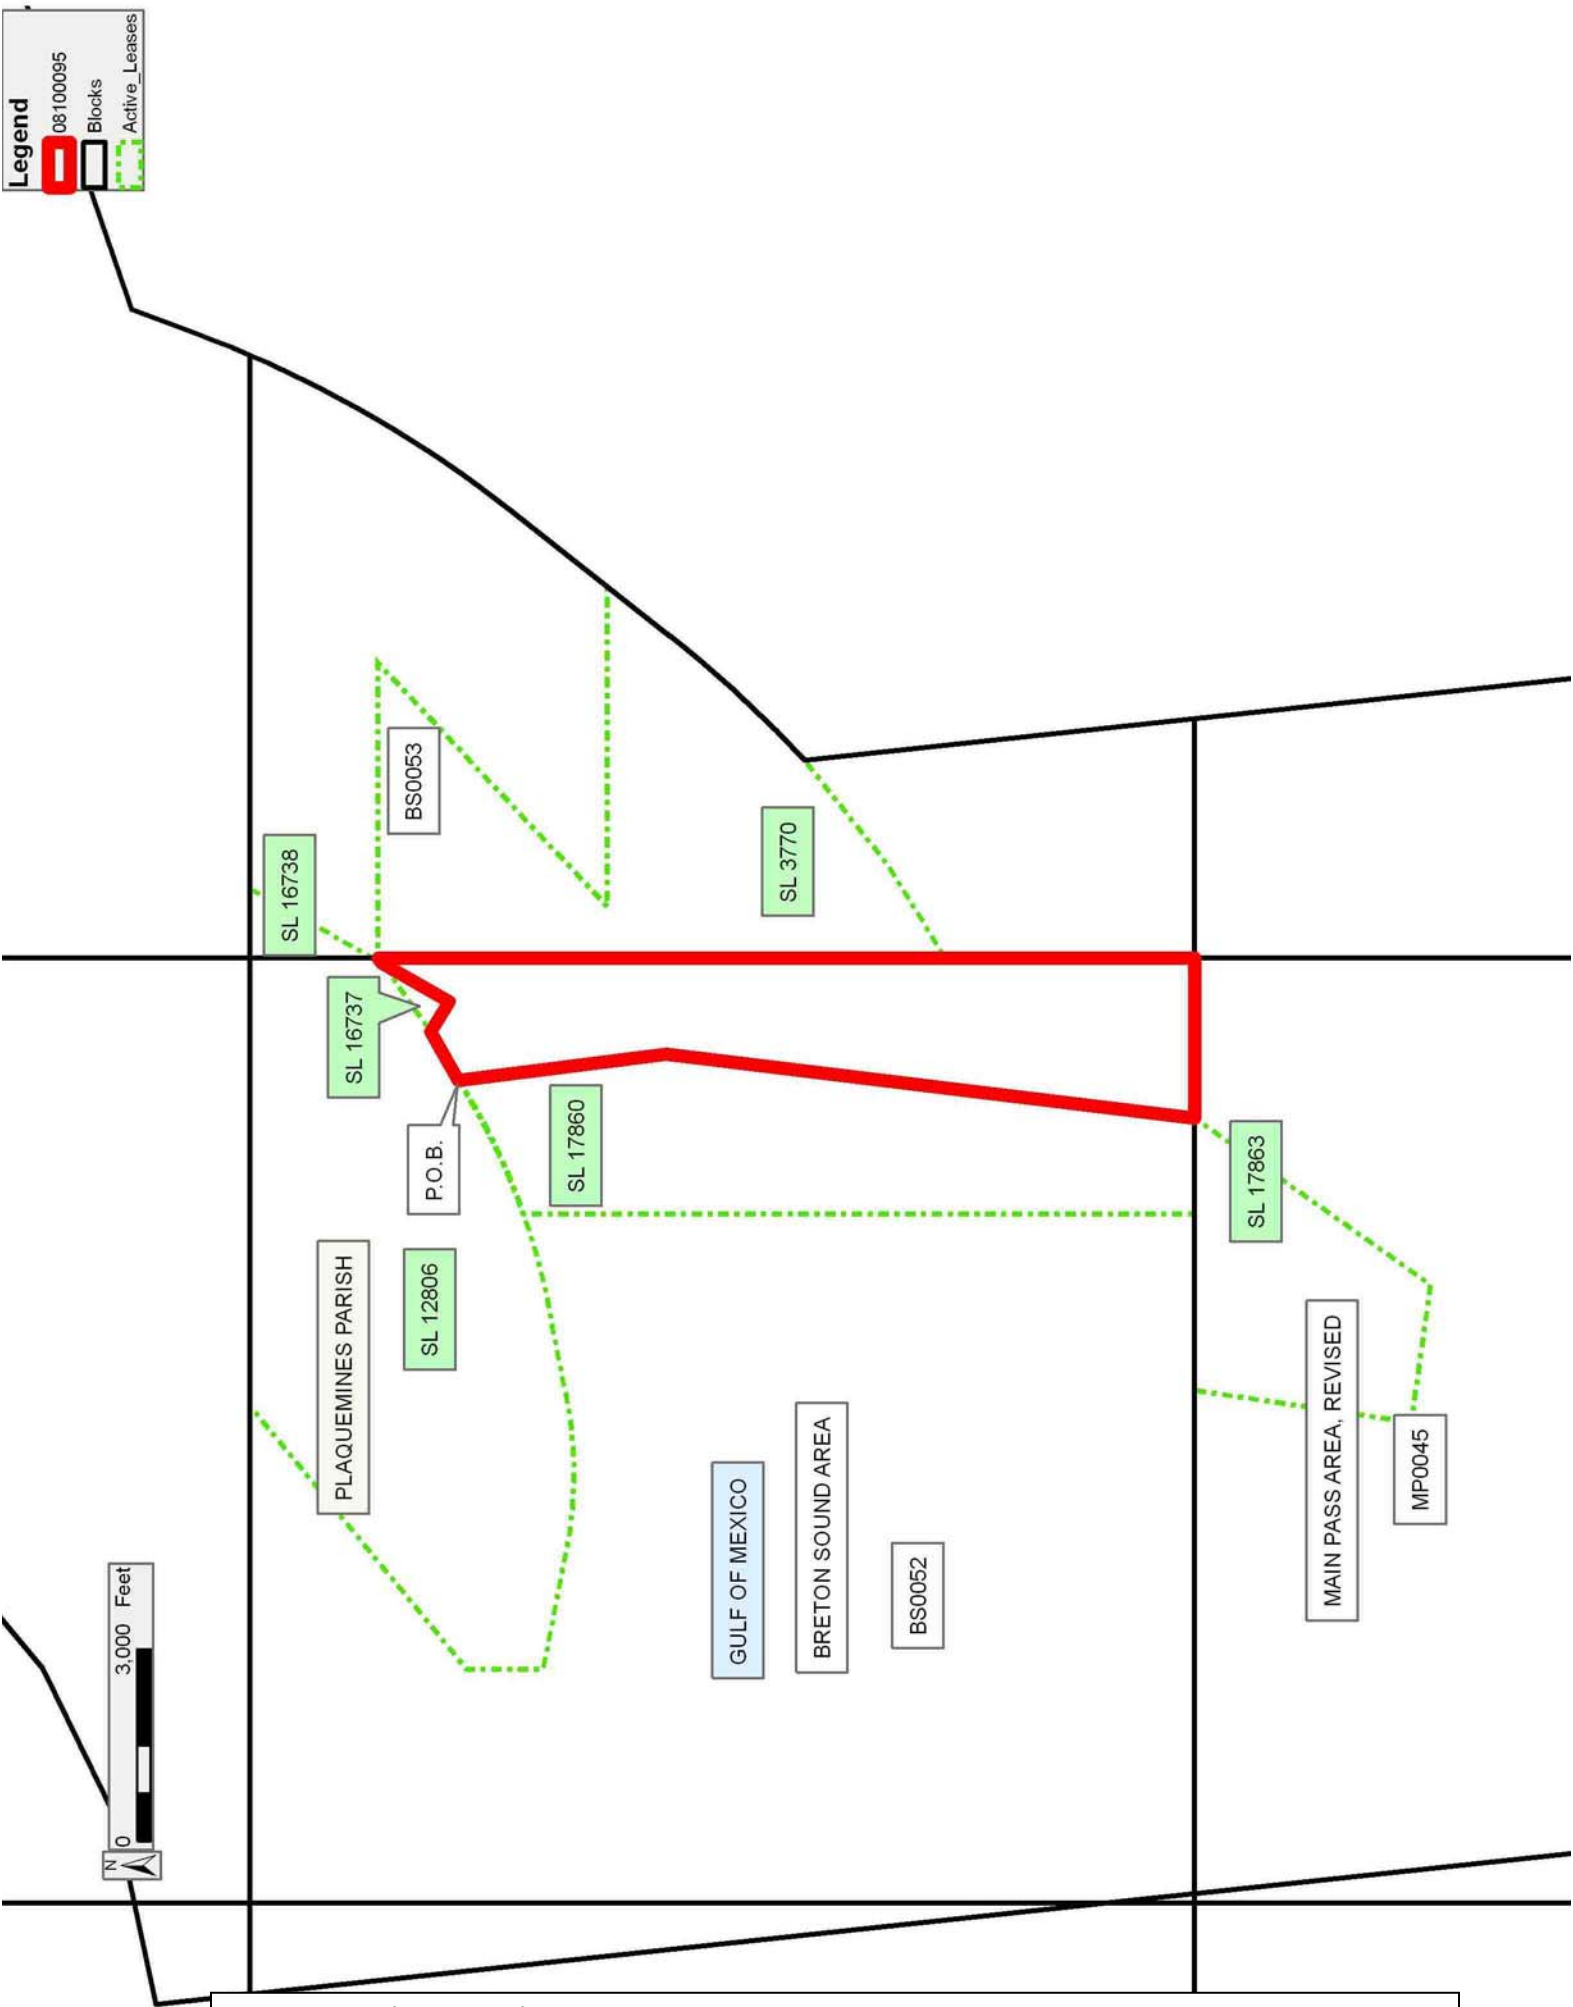 Legend
08100095
Blocks
Active_Leases
SL 16738
BS0053
SL 3770
SL 16737
P.O.B.
SL 17860
SL 17863
PLAQUEMINES PARISH
SL 12806
GULF OF MEXICO
BRETON SOUND AREA
BS0052
MAIN PASS AREA, REVISED
MP0045
0 3,000 Feet
N